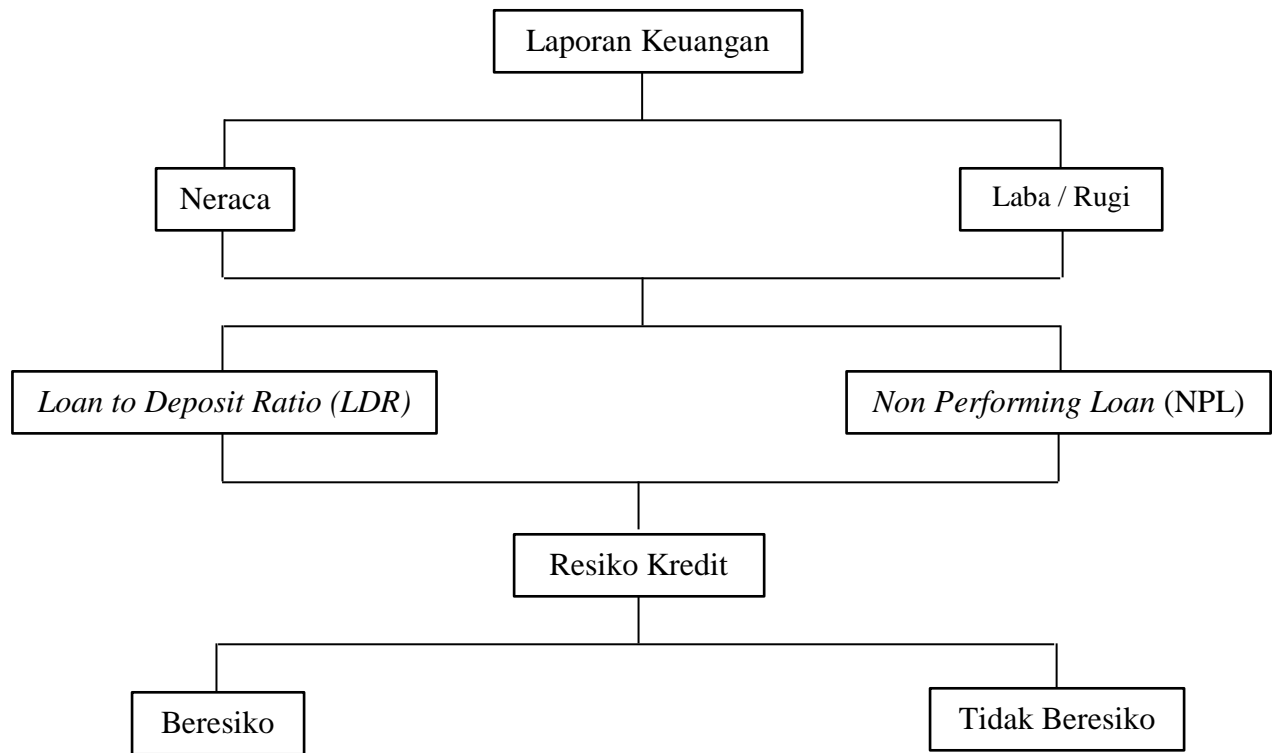 Laporan Keuangan
Neraca
Laba / Rugi
Loan to Deposit Ratio (LDR)
Non Performing Loan (NPL)
Resiko Kredit
Beresiko
Tidak Beresiko